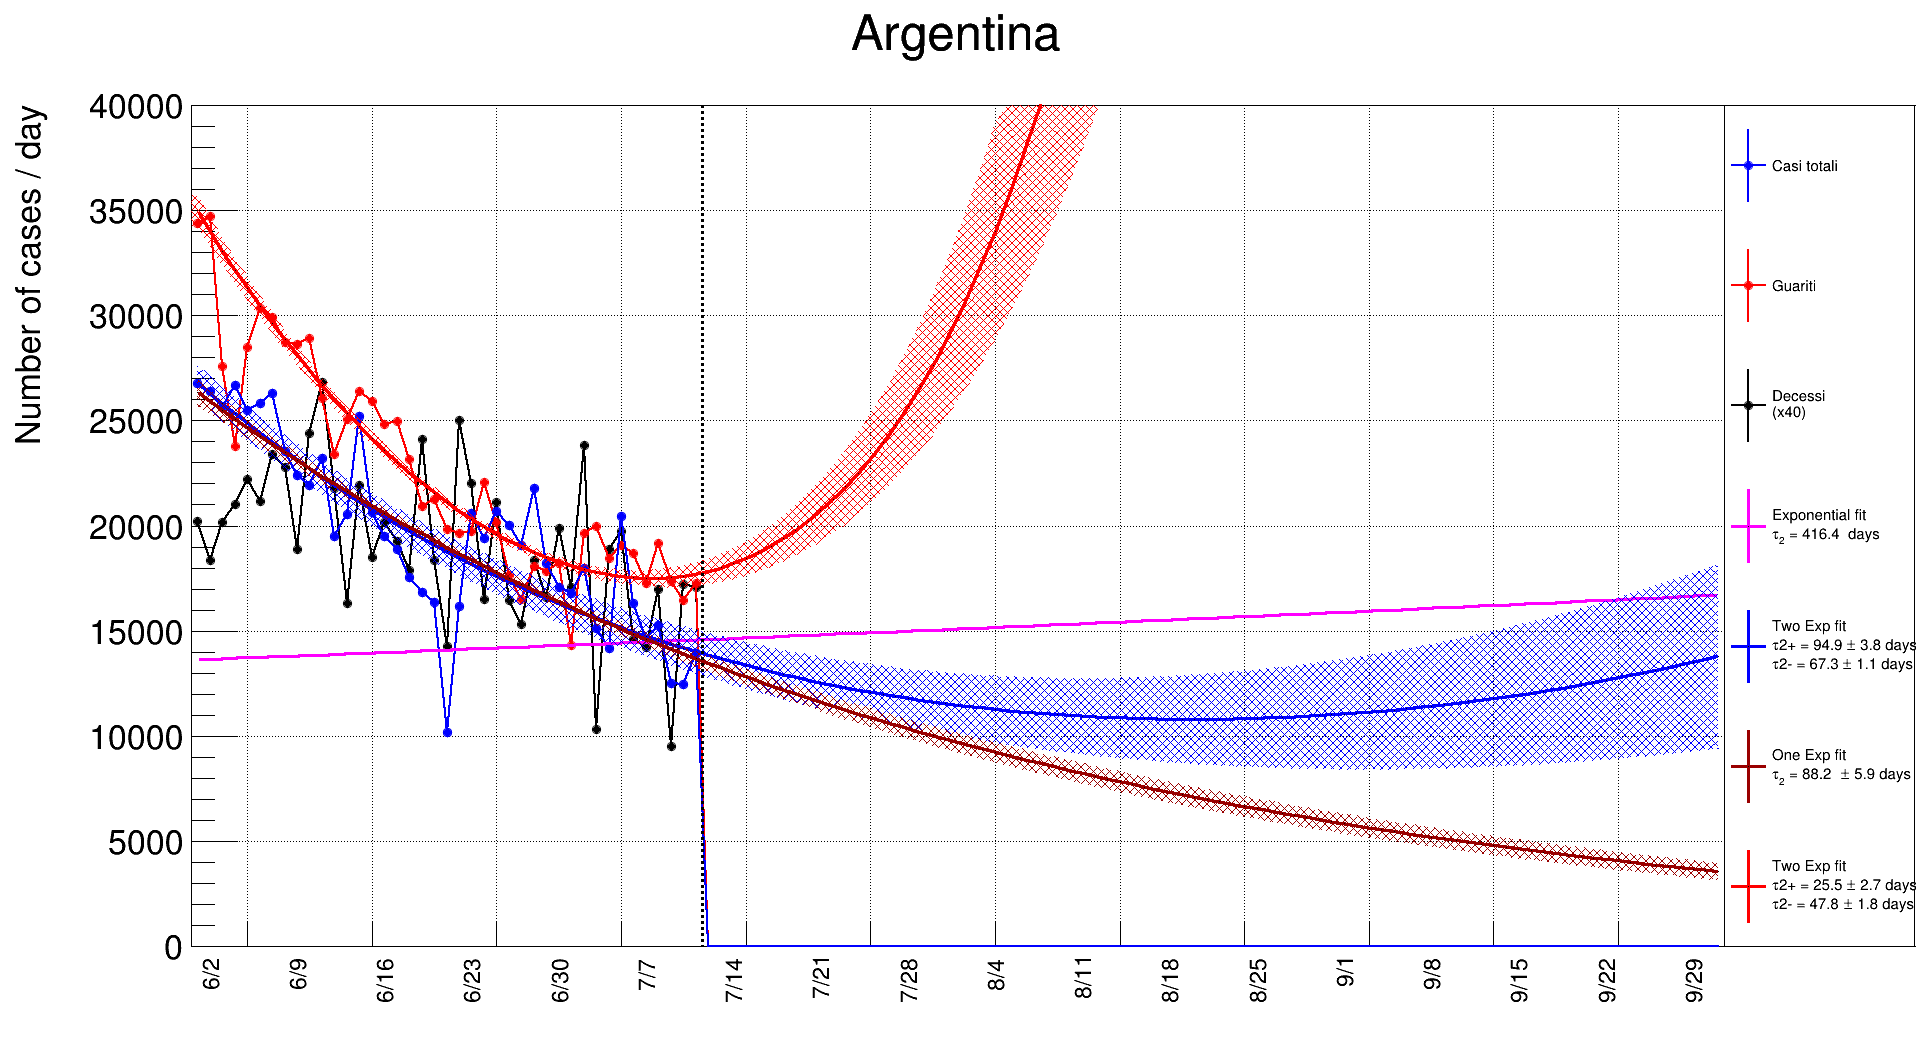 Argentina
Number of cases / day
40000
35000
30000
25000
20000
15000
10000
5000
0
6/2
6/9
6/16
6/23
6/30
7/7
7/14
7/21
7/28
8/4
8/11
8/18
8/25
9/1
9/8
9/15
9/22
9/29
Casi totali
Guariti
Decessi
(x40)
Exponential fit
τ2 = 416.4 days
Two Exp fit
τ2+ = 94.9 ± 3.8 days
τ2- = 67.3 ± 1.1 days
One Exp fit
τ2 = 88.2 ± 5.9 days
Two Exp fit
τ2+ = 25.5 ± 2.7 days
τ2- = 47.8 ± 1.8 days